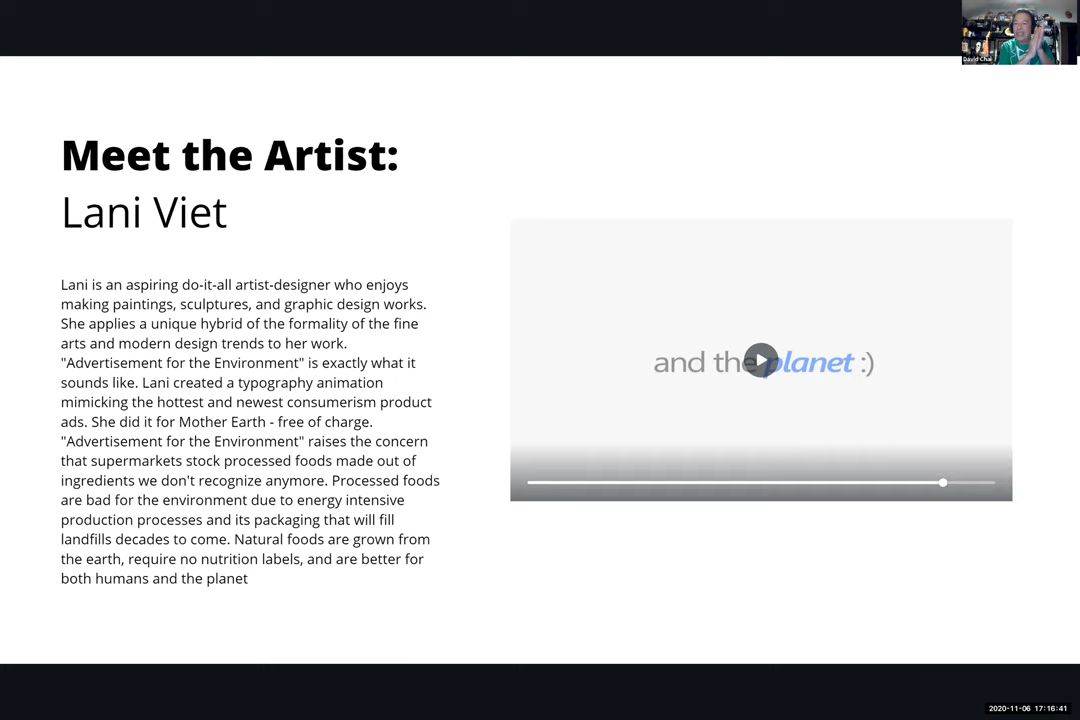 David Chai
Meet the Artist:
Lani Viet
Lani is an aspiring do-it-all artist-designer who enjoys
making paintings, sculptures, and graphic design works.
She applies a unique hybrid of the formality of the fine
arts and modern design trends to her work.
"Advertisement for the Environment" is exactly what it
sounds like. Lani created a typography animation
mimicking the hottest and newest consumerism product
ads. She did it for Mother Earth - free of charge.
"Advertisement for the Environment" raises the concern
that supermarkets stock processed foods made out of
ingredients we don't recognize anymore. Processed foods
are bad for the environment due to energy intensive
production processes and its packaging that will fill
landfills decades to come. Natural foods are grown from
the earth, require no nutrition labels, and are better for
both humans and the planet
and the planet :)
2020-11-06 17:16:41